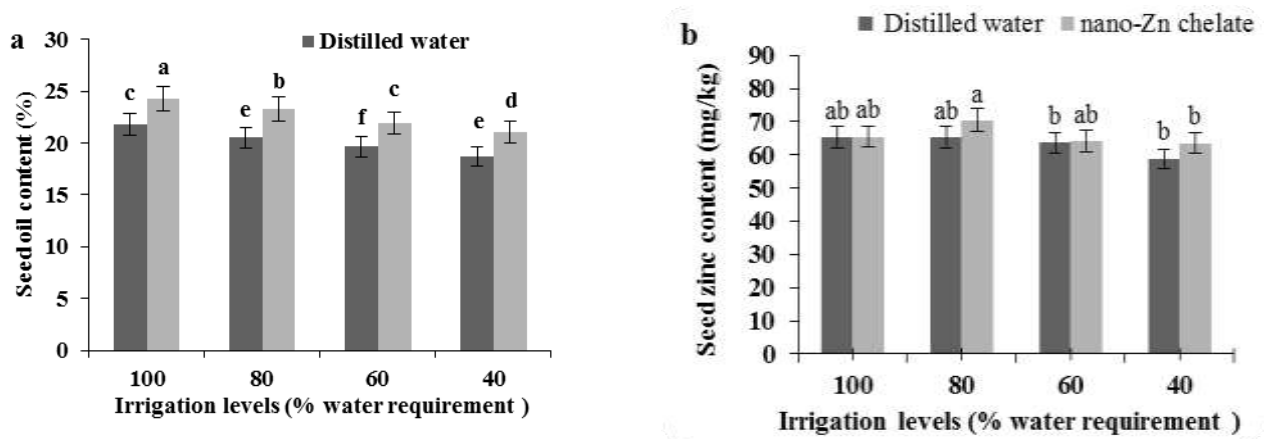 a
30
25
20
15
10
5
0
Seed oil content (%)
■ Distilled water
c a e b f c e d
100 80 60 40
Irrigation levels (% water requirement )
b
■ Distilled water ■ nano-Zn chelate
90
80
70
60
50
40
30
20
10
0
Seed zinc content (mg/kg)
ab ab ab a b ab b b
100 80 60 40
Irrigation levels (% water requirement )